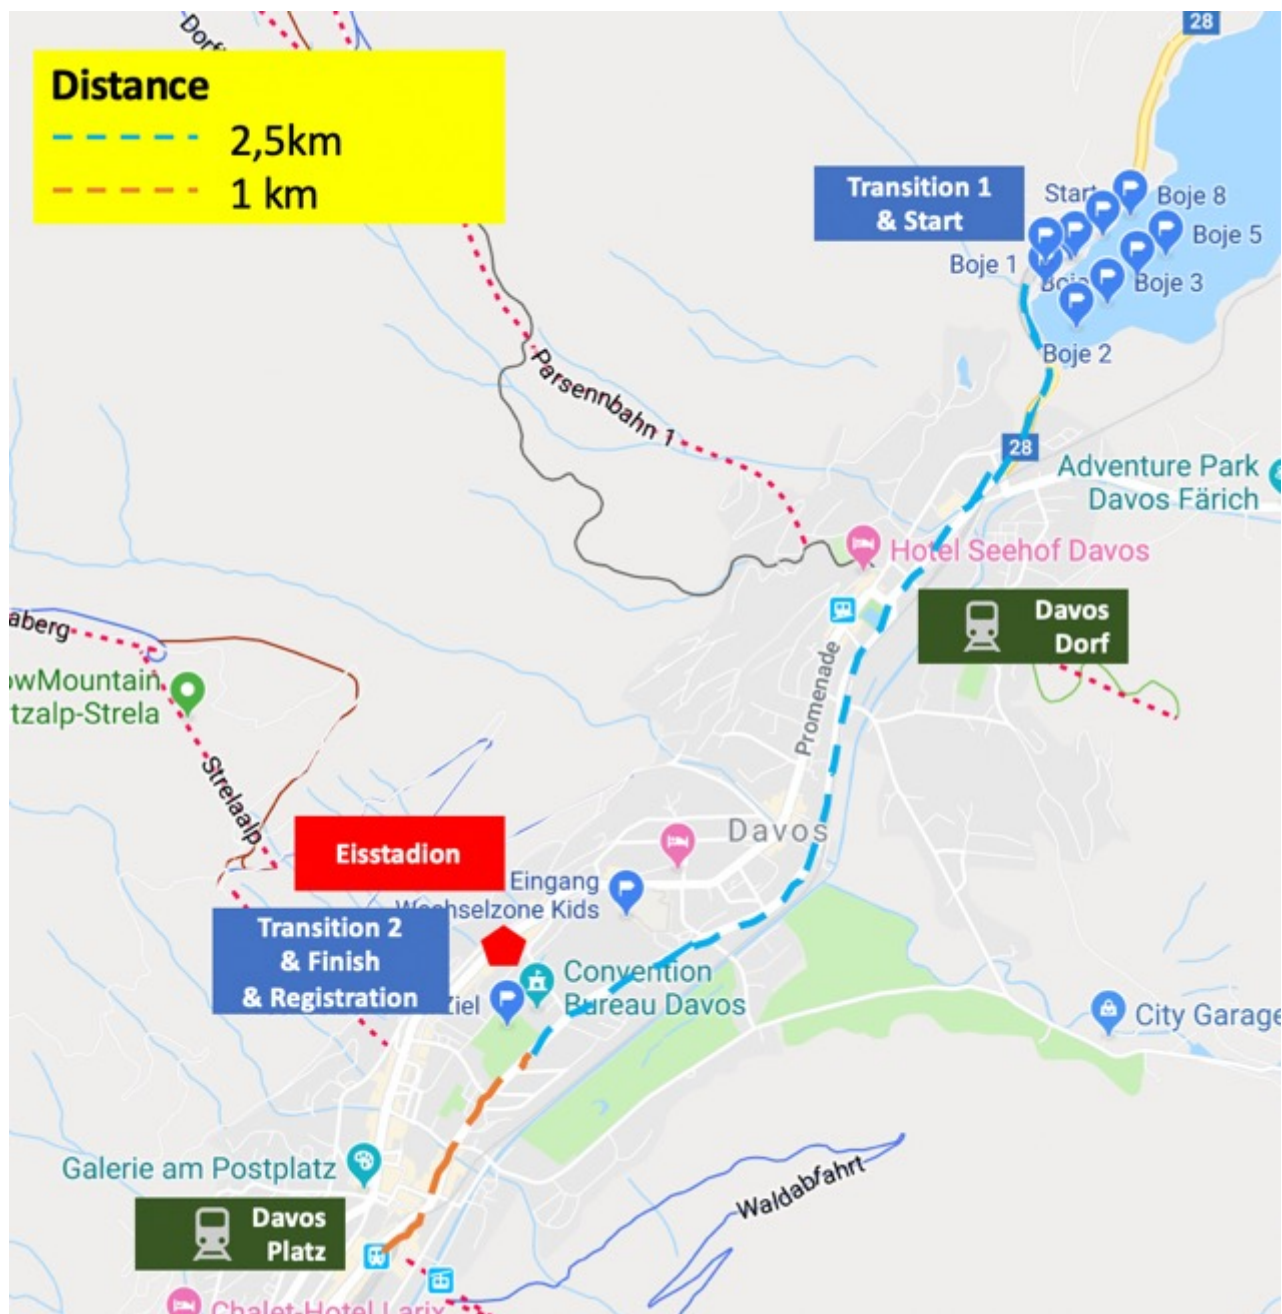 28
Distance
2,5km
1 km
Transition 1
& Start
Start
Boje 8
Boje 5
Boje 1
Boje 3
Boje 2
Parsennbahn 1
28
Adventure Park
Davos Färich
Hotel Seehof Davos
Davos
Dorf
aberg
owMountain
tzalp-Strela
Promenade
Strelaalp
Davos
Eisstadion
Eingang
Wechselzone Kids
Transition 2
& Finish
& Registration
Ziel
Convention
Bureau Davos
City Garage
Galerie am Postplatz
Waldabfahrt
Davos
Platz
Chalet-Hotel Larix